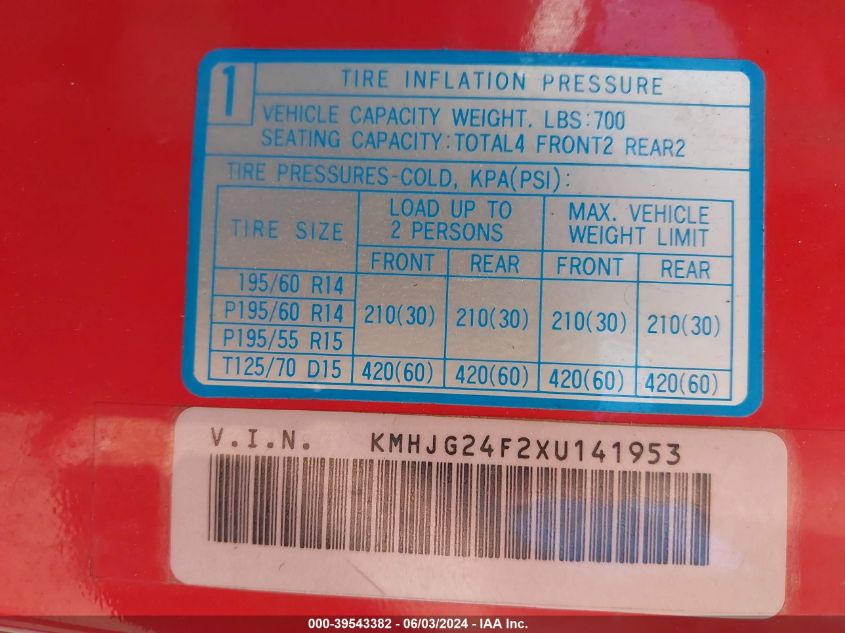 1 TIRE INFLATION PRESSURE
VEHICLE CAPACITY WEIGHT. LBS:700
SEATING CAPACITY:TOTAL4 FRONT2 REAR2
TIRE PRESSURES-COLD, KPA(PSI):
TIRE SIZE
LOAD UP TO
2 PERSONS
MAX. VEHICLE
WEIGHT LIMIT
FRONT REAR FRONT REAR
195/60 R14
P195/60 R14 210(30) 210(30) 210(30) 210(30)
P195/55 R15
T125/70 D15 420(60) 420(60) 420(60) 420(60)
V.I.N. KMHJG24F2XU141953
000-39543382 - 06/03/2024 - IAA Inc.